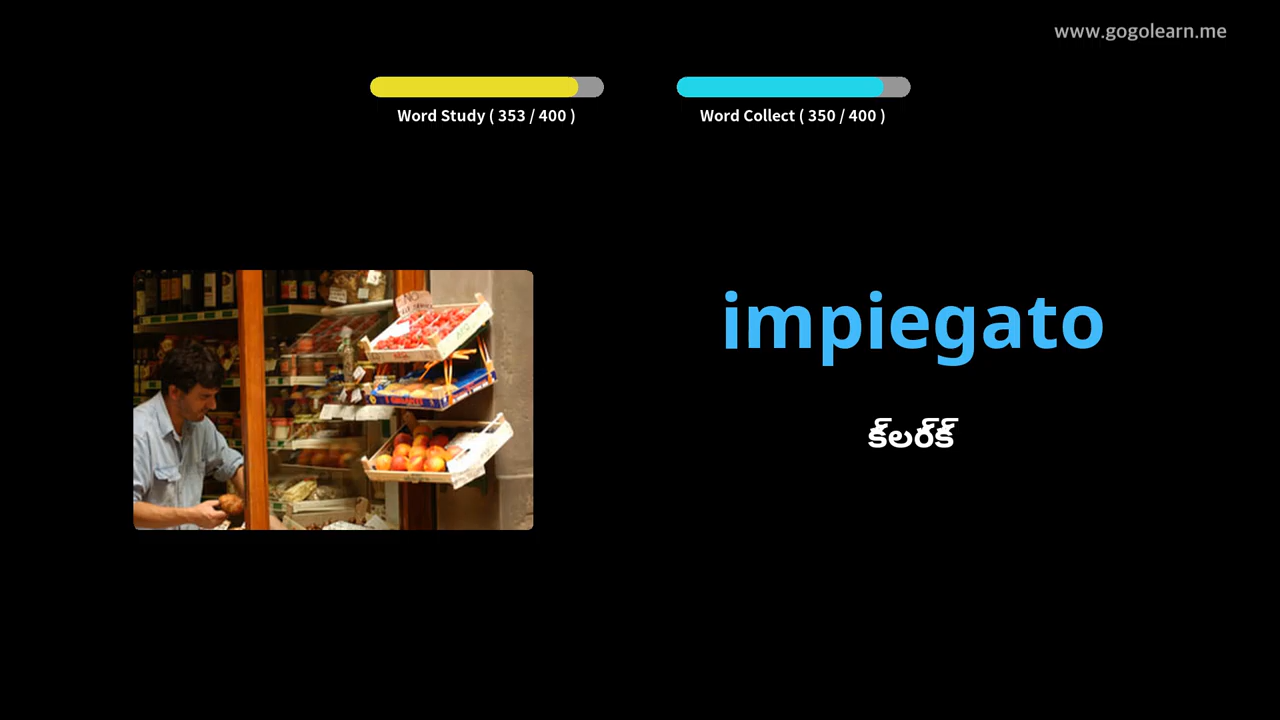 www.gogolearn.me
Word Study ( 353 / 400 )
Word Collect ( 350 / 400 )
impiegato
క్‌లర్‌క్